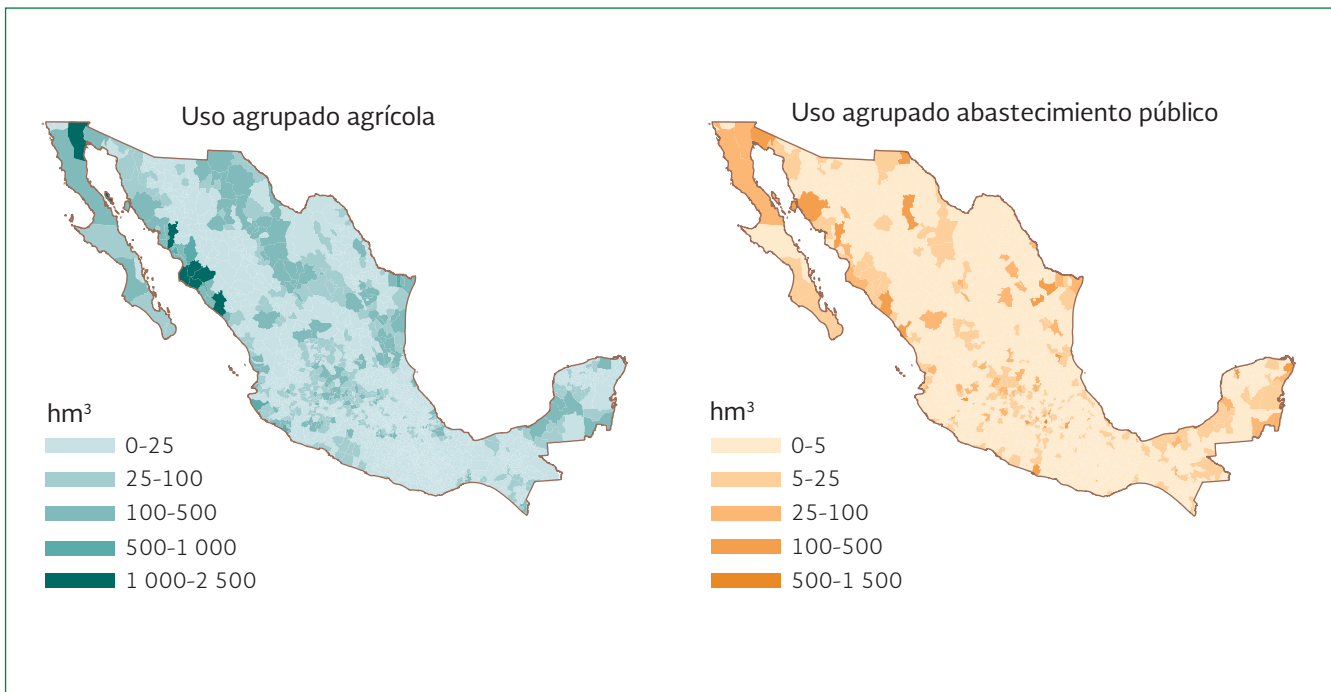 Uso agrupado agrícola
hm³
0-25
25-100
100-500
500-1 000
1 000-2 500
Uso agrupado abastecimiento público
hm³
0-5
5-25
25-100
100-500
500-1 500